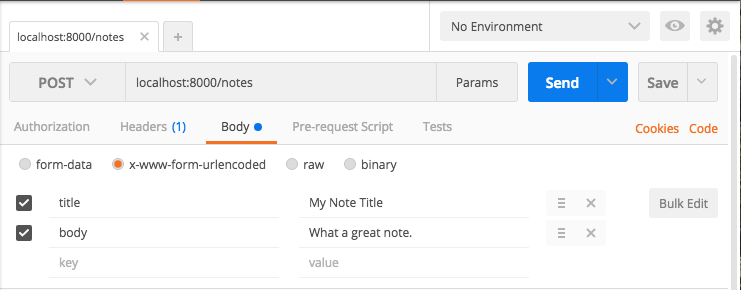 localhost:8000/notes
No Environment
POST localhost:8000/notes Params Send Save
Authorization Headers (1) Body Pre-request Script Tests Cookies Code
form-data x-www-form-urlencoded raw binary
title My Note Title Bulk Edit
body What a great note.
key value